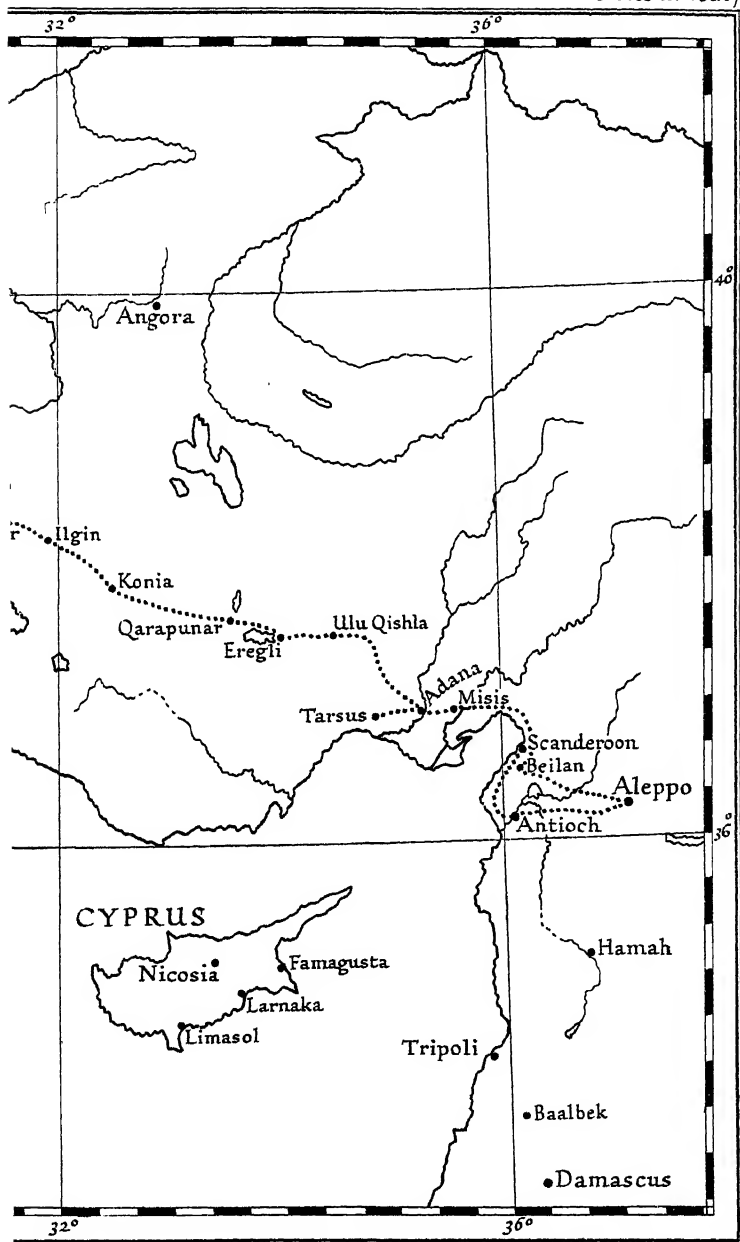 32°
36°
40°
Angora
r
Ilgin
Konia
Qarapunar
Eregli
Ulu Qishla
Adana
Misis
Tarsus
Scanderoon
Beilan
Aleppo
Antioch
36°
CYPRUS
Nicosia
Famagusta
Larnaka
Limasol
Hamah
Tripoli
Baalbek
Damascus
32°
36°